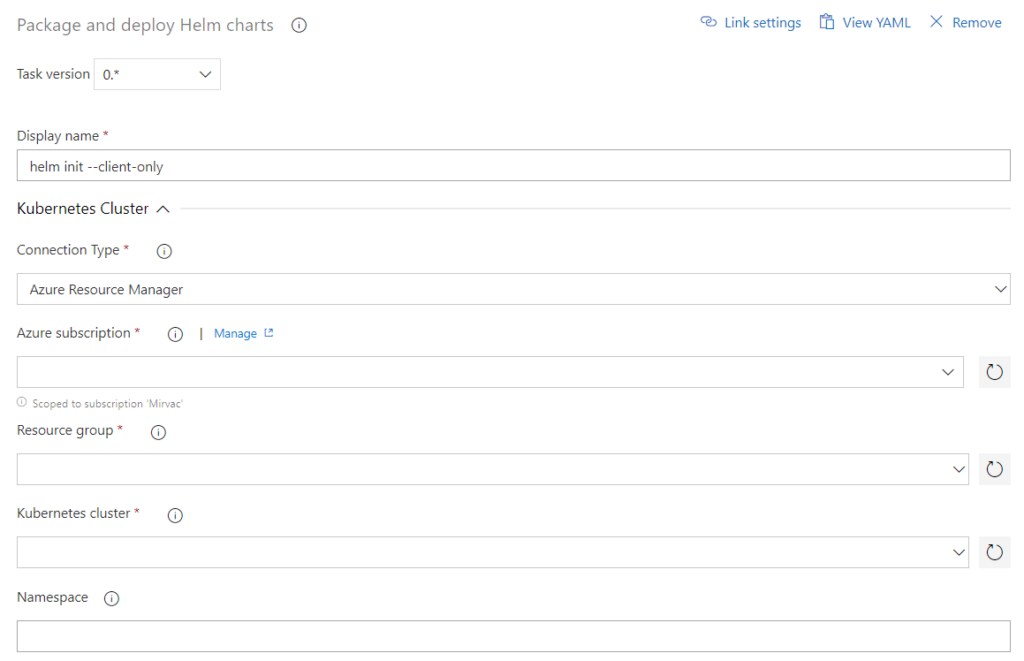 Package and deploy Helm charts
Link settings View YAML Remove
Task version 0.*
Display name *
helm init --client-only
Kubernetes Cluster
Connection Type *
Azure Resource Manager
Azure subscription * | Manage
Scoped to subscription 'Mirvac'
Resource group *
Kubernetes cluster *
Namespace